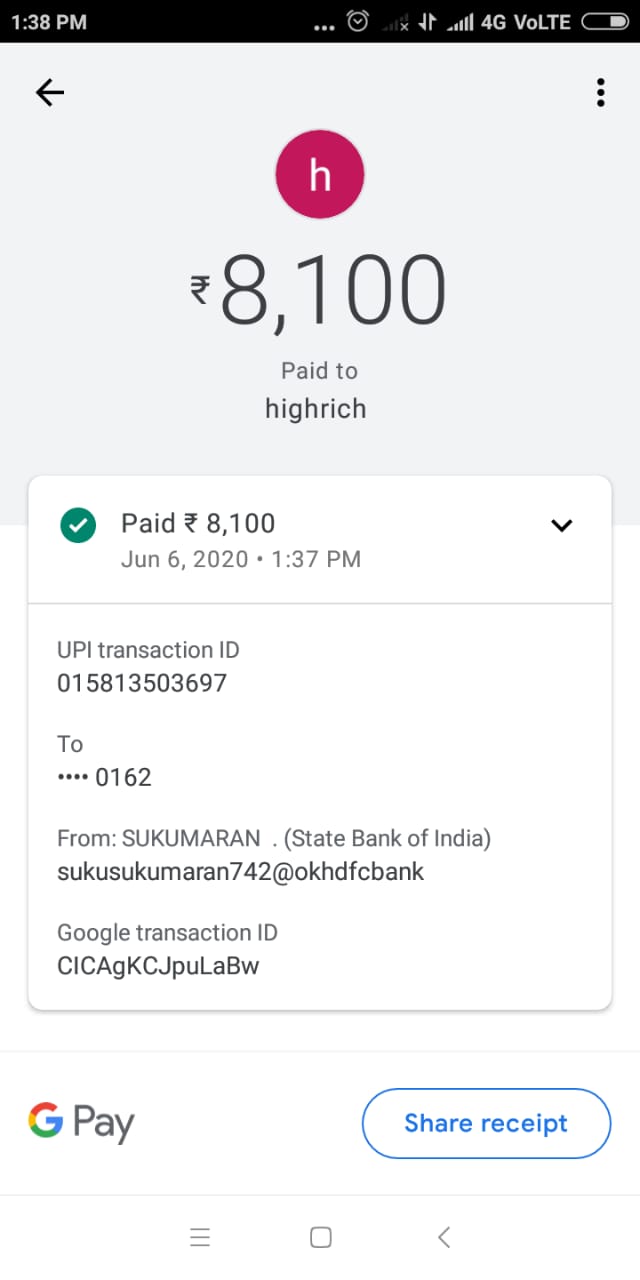 1:38 PM ... 4G VoLTE
h
₹8,100
Paid to
highrich
Paid ₹ 8,100
Jun 6, 2020 • 1:37 PM
UPI transaction ID
015813503697
To
•••• 0162
From: SUKUMARAN . (State Bank of India)
sukusukumaran742@okhdfcbank
Google transaction ID
CICAgKCJpuLaBw
G Pay
Share receipt